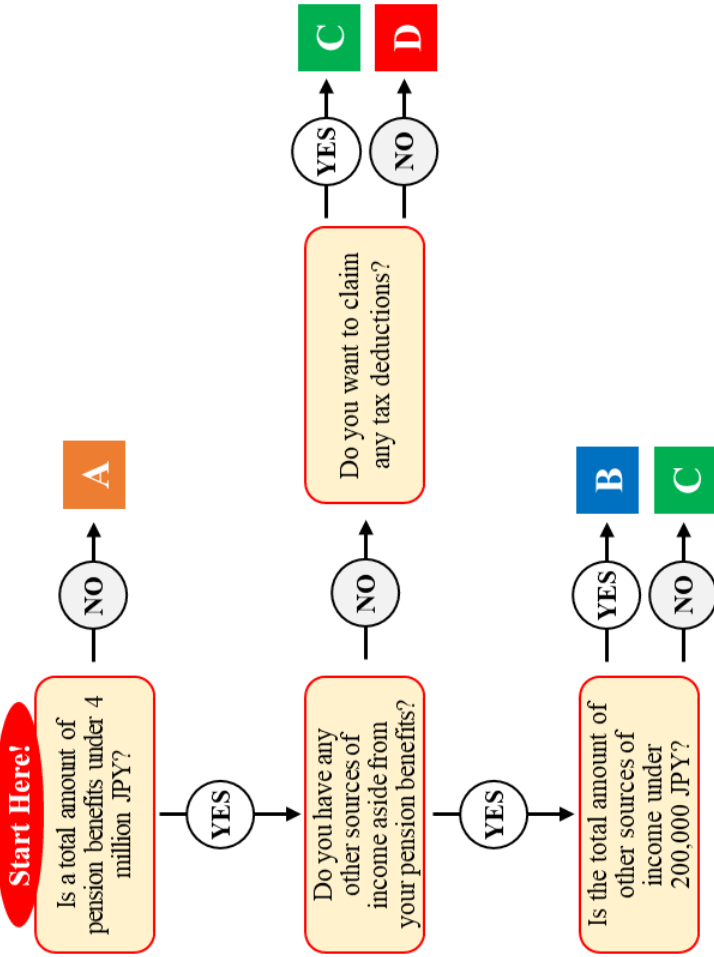 Start Here!
Is a total amount of
pension benefits under 4
million JPY?
NO
A
YES
Do you have any
other sources of
income aside from
your pension benefits?
NO
Do you want to claim
any tax deductions?
YES
C
NO
D
YES
Is the total amount of
other sources of
income under
200,000 JPY?
YES
B
NO
C